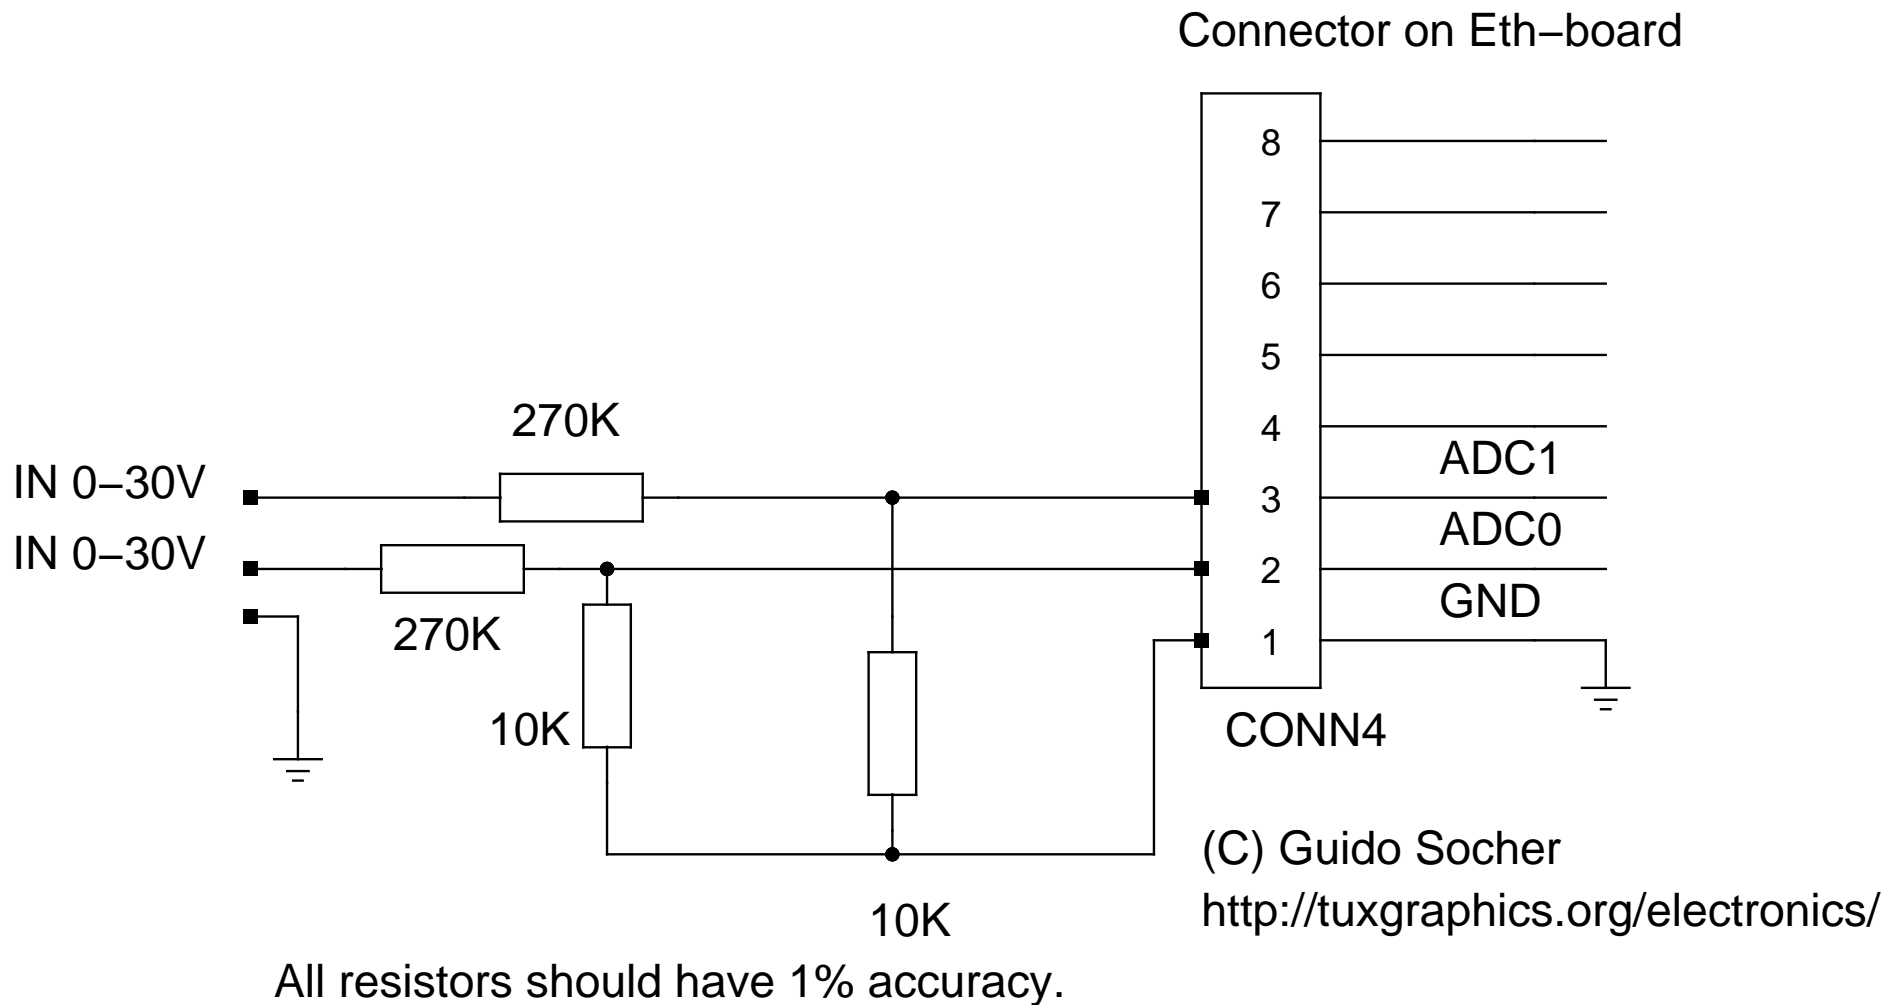 Connector on Eth–board
8
7
6
5
4
270K
ADC1
IN 0–30V
3
ADC0
IN 0–30V
2
GND
270K
1
10K
CONN4
(C) Guido Socher
http://tuxgraphics.org/electronics/
10K
All resistors should have 1% accuracy.